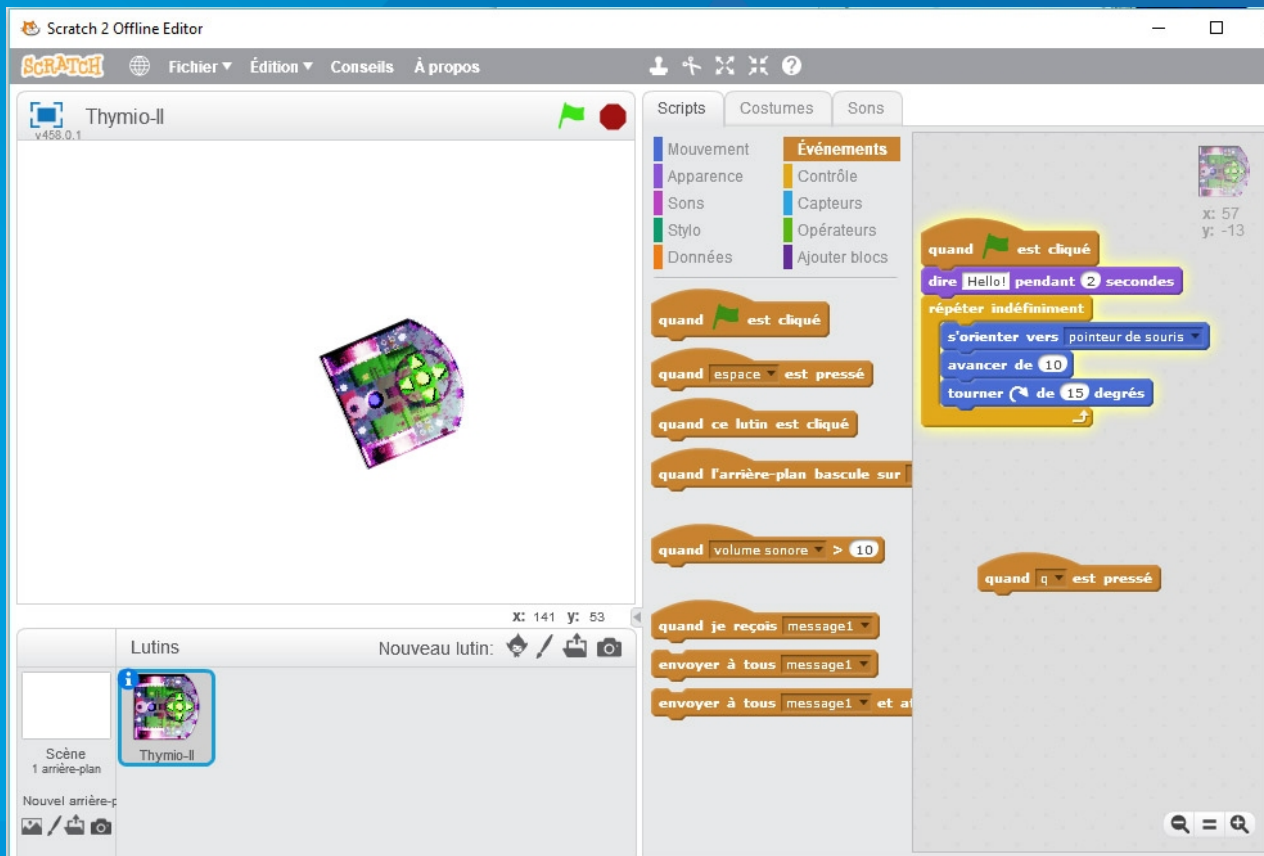 Scratch 2 Offline Editor
SCRATCH Fichier Édition Conseils À propos
Thymio-II
v458.0.1
Scripts Costumes Sons
Mouvement Événements
Apparence Contrôle
Sons Capteurs
Stylo Opérateurs
Données Ajouter blocs
quand est cliqué
quand espace est pressé
quand ce lutin est cliqué
quand l'arrière-plan bascule sur
quand volume sonore > 10
quand je reçois message1
envoyer à tous message1
envoyer à tous message1 et
x: 57
y: -13
quand est cliqué
dire Hello! pendant 2 secondes
répéter indéfiniment
s'orienter vers pointeur de souris
avancer de 10
tourner de 15 degrés
quand q est pressé
x: 141 y: 53
Lutins Nouveau lutin:
i
Thymio-II
Scène
1 arrière-plan
Nouvel